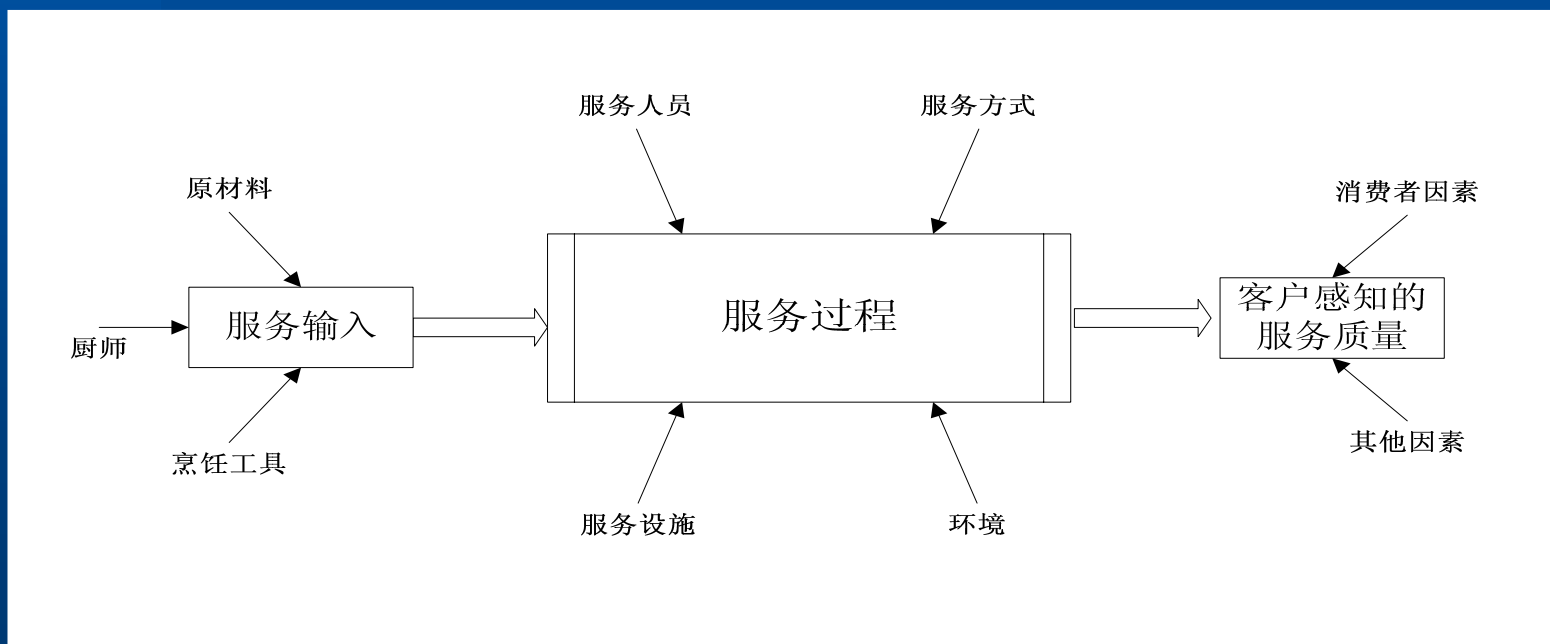 服务人员
服务方式
原材料
消费者因素
厨师
服务输入
服务过程
客户感知的
服务质量
烹饪工具
其他因素
服务设施
环境